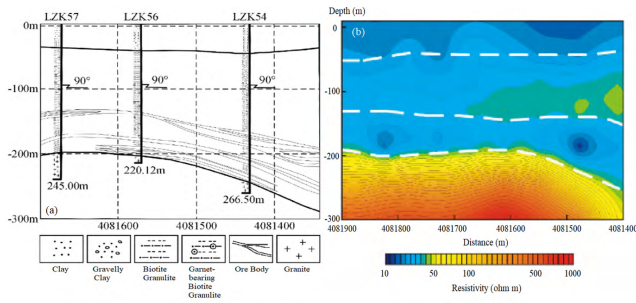 LZK57 LZK56 LZK54
0m
-100m
-200m
-300m
90° 90° 90°
245.00m
220.12m
266.50m
(a)
4081600 4081500 4081400
Clay
Gravelly
Clay
Biotite
Granulite
Garnet-
bearing
Biotite
Granulite
Ore Body
Granite
Depth (m)
(b)
0
-100
-200
-300
4081900 4081800 4081700 4081600 4081500 4081400
Distance (m)
10 50 100 500 1000
Resistivity (ohm m)